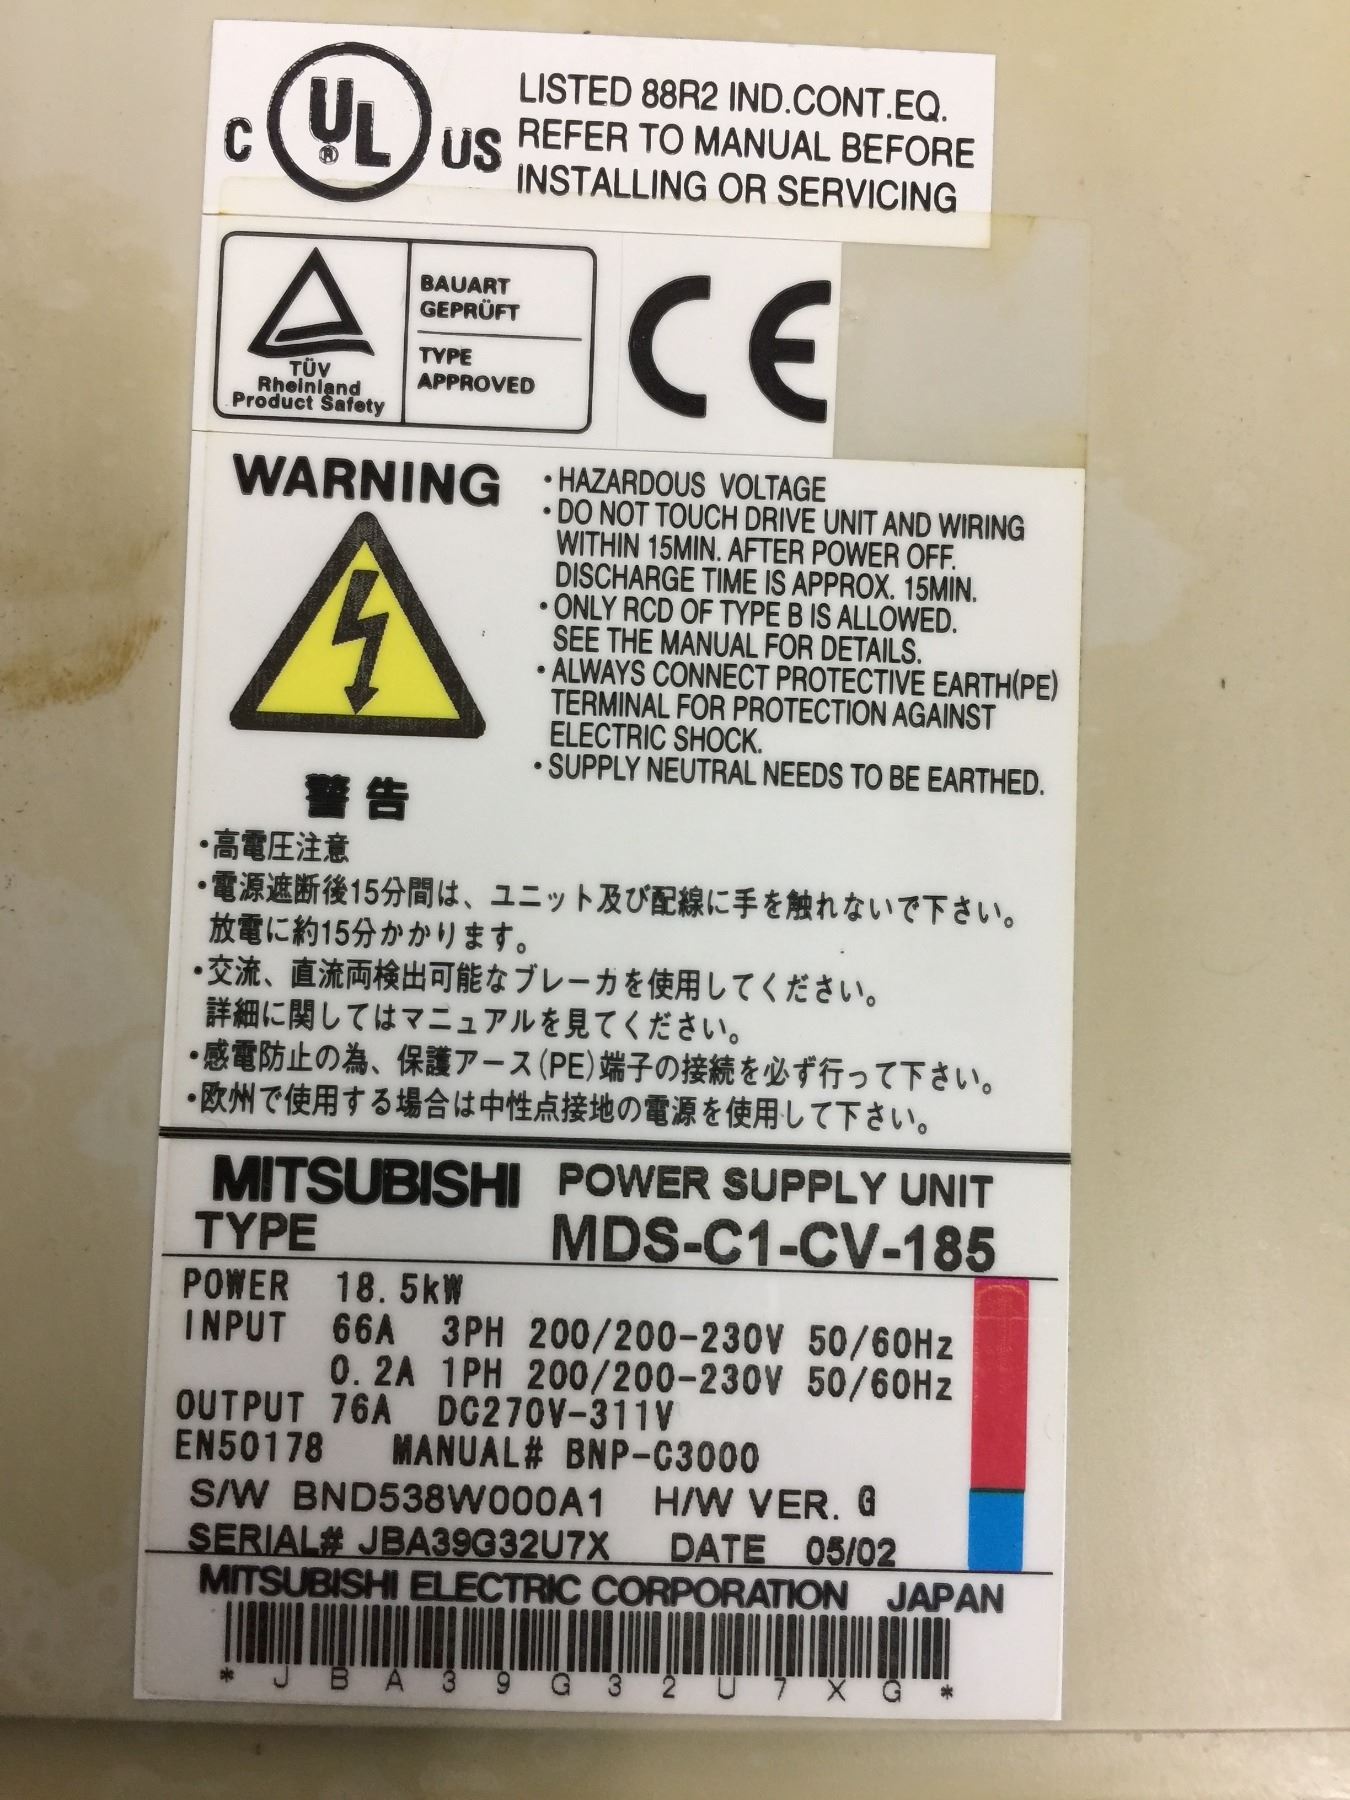 C UL ® US
LISTED 88R2 IND.CONT.EQ.
REFER TO MANUAL BEFORE
INSTALLING OR SERVICING
TÜV
Rheinland
Product Safety
BAUART
GEPRÜFT
TYPE
APPROVED
CE
WARNING
・HAZARDOUS VOLTAGE
・DO NOT TOUCH DRIVE UNIT AND WIRING
WITHIN 15MIN. AFTER POWER OFF.
DISCHARGE TIME IS APPROX. 15MIN.
・ONLY RCD OF TYPE B IS ALLOWED.
SEE THE MANUAL FOR DETAILS.
・ALWAYS CONNECT PROTECTIVE EARTH(PE)
TERMINAL FOR PROTECTION AGAINST
ELECTRIC SHOCK.
・SUPPLY NEUTRAL NEEDS TO BE EARTHED.
警告
・高電圧注意
・電源遮断後15分間は、ユニット及び配線に手を触れないで下さい。
放電に約15分かかります。
・交流、直流両検出可能なブレーカを使用してください。
詳細に関してはマニュアルを見てください。
・感電防止の為、保護アース(PE)端子の接続を必ず行って下さい。
・欧州で使用する場合は中性点接地の電源を使用して下さい。
MITSUBISHI POWER SUPPLY UNIT
TYPE MDS-C1-CV-185
POWER 18.5kW
INPUT 66A 3PH 200/200-230V 50/60Hz
0.2A 1PH 200/200-230V 50/60Hz
OUTPUT 76A DC270V-311V
EN50178 MANUAL# BNP-C3000
S/W BND538W000A1 H/W VER. G
SERIAL# JBA39G32U7X DATE 05/02
MITSUBISHI ELECTRIC CORPORATION JAPAN
*JBA39G32U7XG*